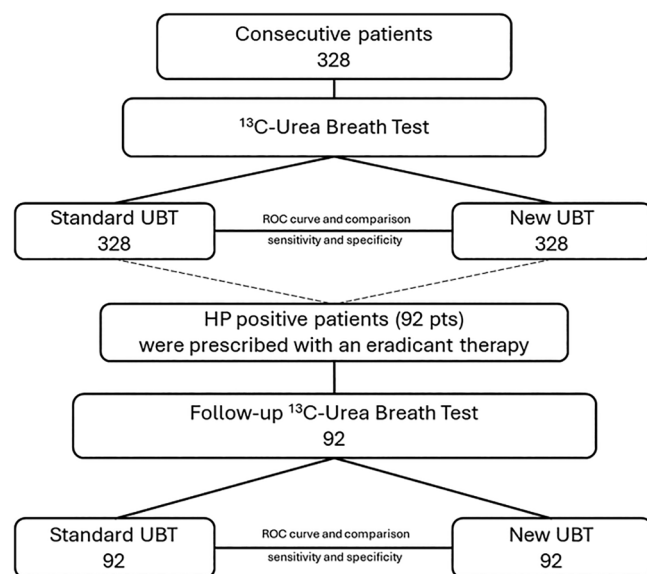 Consecutive patients
328
¹³C-Urea Breath Test
Standard UBT
328
ROC curve and comparison
sensitivity and specificity
New UBT
328
HP positive patients (92 pts)
were prescribed with an eradicant therapy
Follow-up ¹³C-Urea Breath Test
92
Standard UBT
92
ROC curve and comparison
sensitivity and specificity
New UBT
92